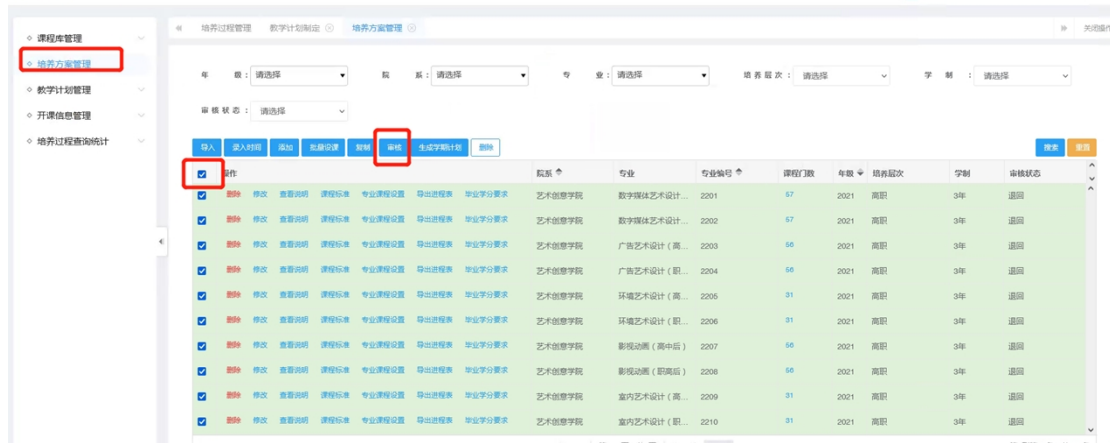 课程库管理
培养方案管理
教学计划管理
开课信息管理
培养过程查询统计
培养过程管理 教学计划制定 培养方案管理 关闭操作
年 级： 请选择 院 系： 请选择 专 业： 请选择 培养层次： 请选择 学 制： 请选择
审核状态： 请选择
导入 录入时间 添加 批量设课 复制 审核 生成学期计划 删除 搜索 重置
操作 院系 专业 专业编号 课程门数 年级 培养层次 学制 审核状态
删除 修改 查看说明 课程标准 专业课程设置 导出进程表 毕业学分要求 艺术创意学院 数字媒体艺术设计... 2201 57 2021 高职 3年 退回
删除 修改 查看说明 课程标准 专业课程设置 导出进程表 毕业学分要求 艺术创意学院 数字媒体艺术设计... 2202 57 2021 高职 3年 退回
删除 修改 查看说明 课程标准 专业课程设置 导出进程表 毕业学分要求 艺术创意学院 广告艺术设计（高... 2203 56 2021 高职 3年 退回
删除 修改 查看说明 课程标准 专业课程设置 导出进程表 毕业学分要求 艺术创意学院 广告艺术设计（职... 2204 56 2021 高职 3年 退回
删除 修改 查看说明 课程标准 专业课程设置 导出进程表 毕业学分要求 艺术创意学院 环境艺术设计（高... 2205 31 2021 高职 3年 退回
删除 修改 查看说明 课程标准 专业课程设置 导出进程表 毕业学分要求 艺术创意学院 环境艺术设计（职... 2206 31 2021 高职 3年 退回
删除 修改 查看说明 课程标准 专业课程设置 导出进程表 毕业学分要求 艺术创意学院 影视动画（高中后） 2207 56 2021 高职 3年 退回
删除 修改 查看说明 课程标准 专业课程设置 导出进程表 毕业学分要求 艺术创意学院 影视动画（职高后） 2208 56 2021 高职 3年 退回
删除 修改 查看说明 课程标准 专业课程设置 导出进程表 毕业学分要求 艺术创意学院 室内艺术设计（高... 2209 31 2021 高职 3年 退回
删除 修改 查看说明 课程标准 专业课程设置 导出进程表 毕业学分要求 艺术创意学院 室内艺术设计（职... 2210 31 2021 高职 3年 退回